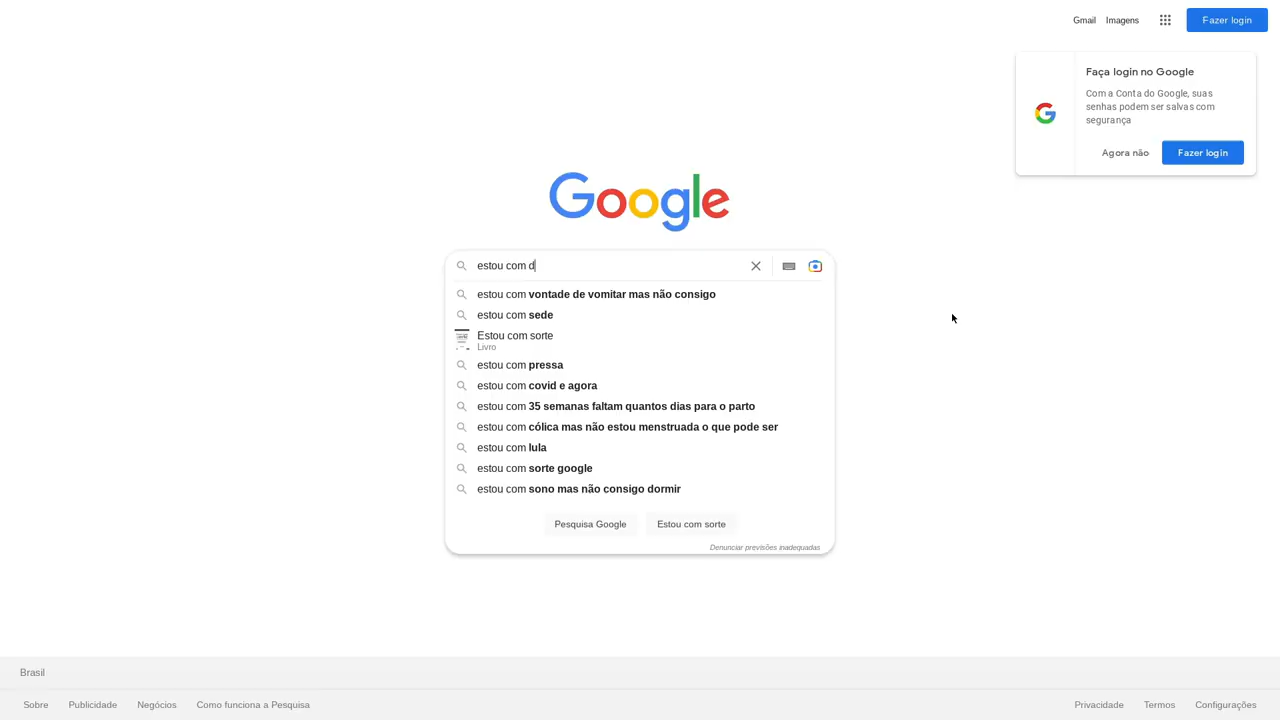 Gmail Imagens Fazer login
Faça login no Google
Com a Conta do Google, suas
senhas podem ser salvas com
segurança
Agora não Fazer login
Google
estou com d
estou com vontade de vomitar mas não consigo
estou com sede
Estou com sorte
Livro
estou com pressa
estou com covid e agora
estou com 35 semanas faltam quantos dias para o parto
estou com cólica mas não estou menstruada o que pode ser
estou com lula
estou com sorte google
estou com sono mas não consigo dormir
Pesquisa Google Estou com sorte
Denunciar previsões inadequadas
Brasil
Sobre Publicidade Negócios Como funciona a Pesquisa Privacidade Termos Configurações